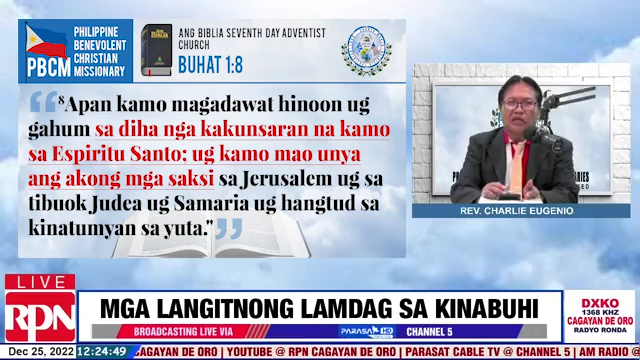 PBCM
PHILIPPINE
BENEVOLENT
CHRISTIAN
MISSIONARY
ANG BIBLIA SEVENTH DAY ADVENTIST
CHURCH
BUHAT 1:8
"⁸Apan kamo magadawat hinoon ug
gahum sa diha nga kakunsaran na kamo
sa Espiritu Santo; ug kamo mao unya
ang akong mga saksi sa Jerusalem ug sa
tibuok Judea ug Samaria ug hangtud sa
kinatumyan sa yuta."
REV. CHARLIE EUGENIO
LIVE
RPN
MGA LANGITNONG LAMDAG SA KINABUHI
BROADCASTING LIVE VIA
PARASAT HD
CHANNEL 5
DXKO
1368 KHZ
CAGAYAN DE ORO
RADYO RONDA
Dec 25, 2022 12:24:49 CAGAYAN DE ORO | YOUTUBE @ RPN CAGAYAN DE ORO | PARASAT CABLE TV @ CHANNEL 5 | AM RADIO @